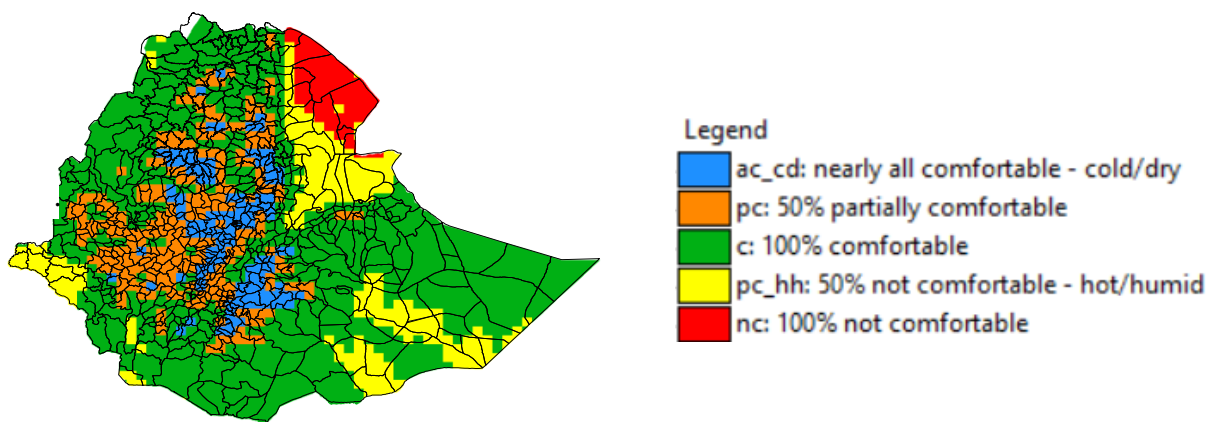 Legend
ac_cd: nearly all comfortable - cold/dry
pc: 50% partially comfortable
c: 100% comfortable
pc_hh: 50% not comfortable - hot/humid
nc: 100% not comfortable